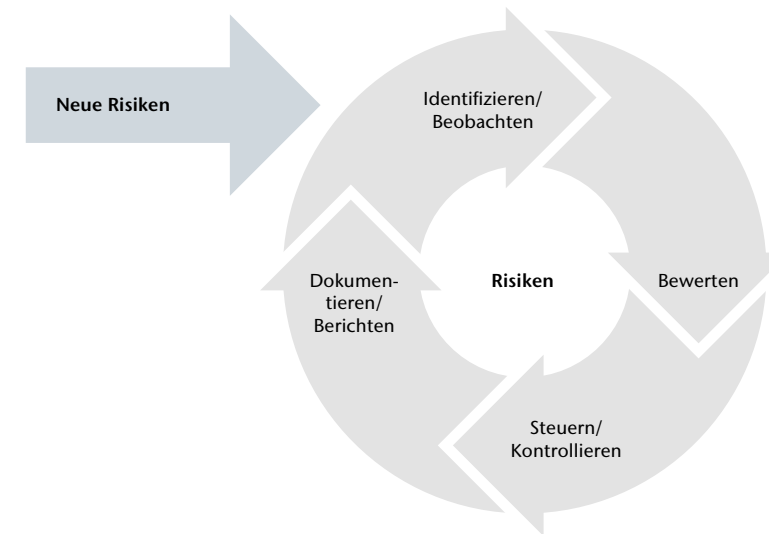 Neue Risiken
Identifizieren/
Beobachten
Bewerten
Steuern/
Kontrollieren
Dokumen-
tieren/
Berichten
Risiken